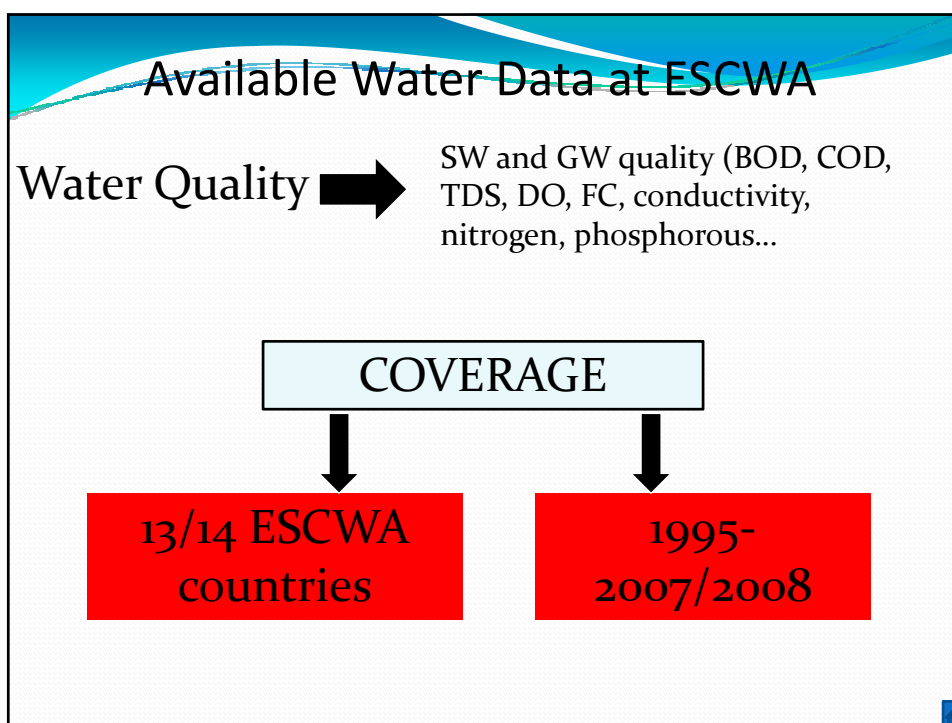 Available Water Data at ESCWA
Water Quality
SW and GW quality (BOD, COD,
TDS, DO, FC, conductivity,
nitrogen, phosphorous...
COVERAGE
13/14 ESCWA
countries
1995-
2007/2008